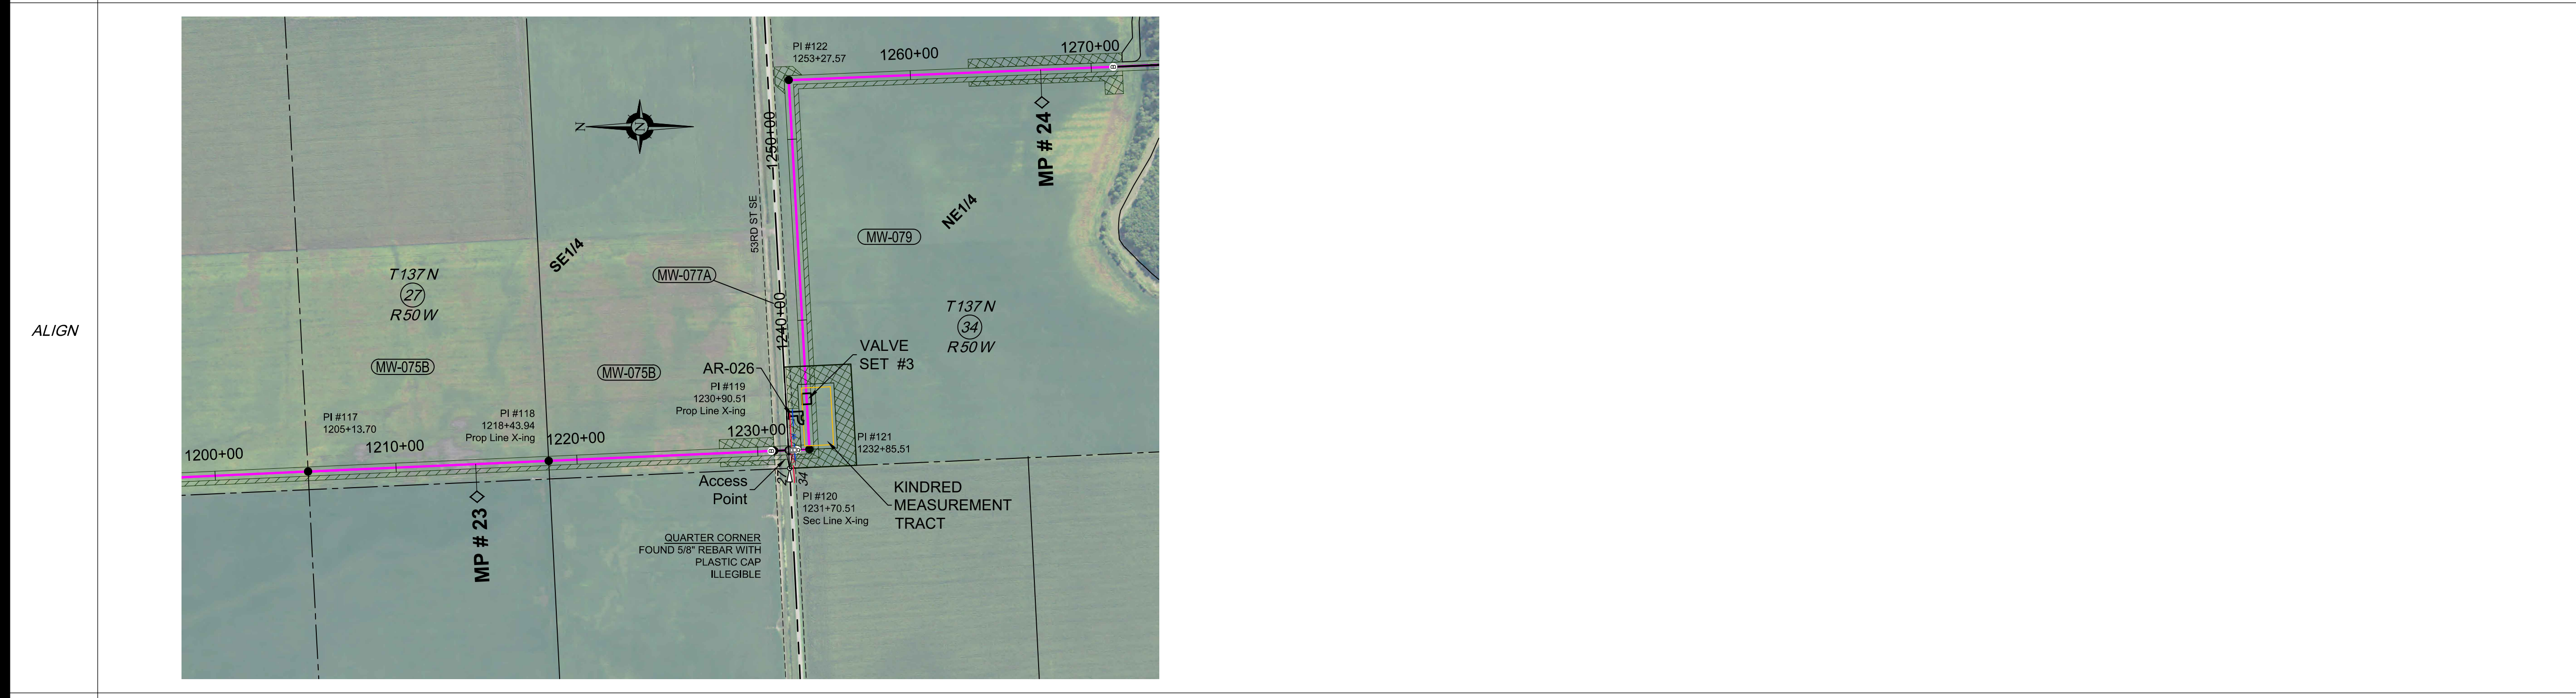 ALIGN
PI #122
1253+27.57
1260+00
1270+00
MP # 24
N
N
1250+00
53RD ST SE
NE1/4
MW-079
SE1/4
MW-077A
T137 N
27
R50 W
T137 N
34
R50 W
1240+00
VALVE
SET #3
MW-075B
MW-075B
AR-026
PI #119
1230+90.51
Prop Line X-ing
PI #117
1205+13.70
PI #118
1218+43.94
Prop Line X-ing
1200+00
1210+00
1220+00
1230+00
PI #121
1232+85.51
27
34
Access
Point
PI #120
1231+70.51
Sec Line X-ing
KINDRED
MEASUREMENT
TRACT
MP # 23
QUARTER CORNER
FOUND 5/8" REBAR WITH
PLASTIC CAP
ILLEGIBLE